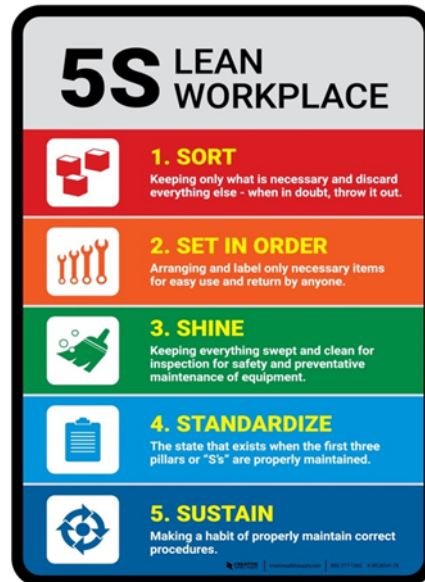 5S LEAN
WORKPLACE
1. SORT
Keeping only what is necessary and discard
everything else - when in doubt, throw it out.
2. SET IN ORDER
Arranging and label only necessary items
for easy use and return by anyone.
3. SHINE
Keeping everything swept and clean for
inspection for safety and preventative
maintenance of equipment.
4. STANDARDIZE
The state that exists when the first three
pillars or “S’s” are properly maintained.
5. SUSTAIN
Making a habit of properly maintain correct
procedures.